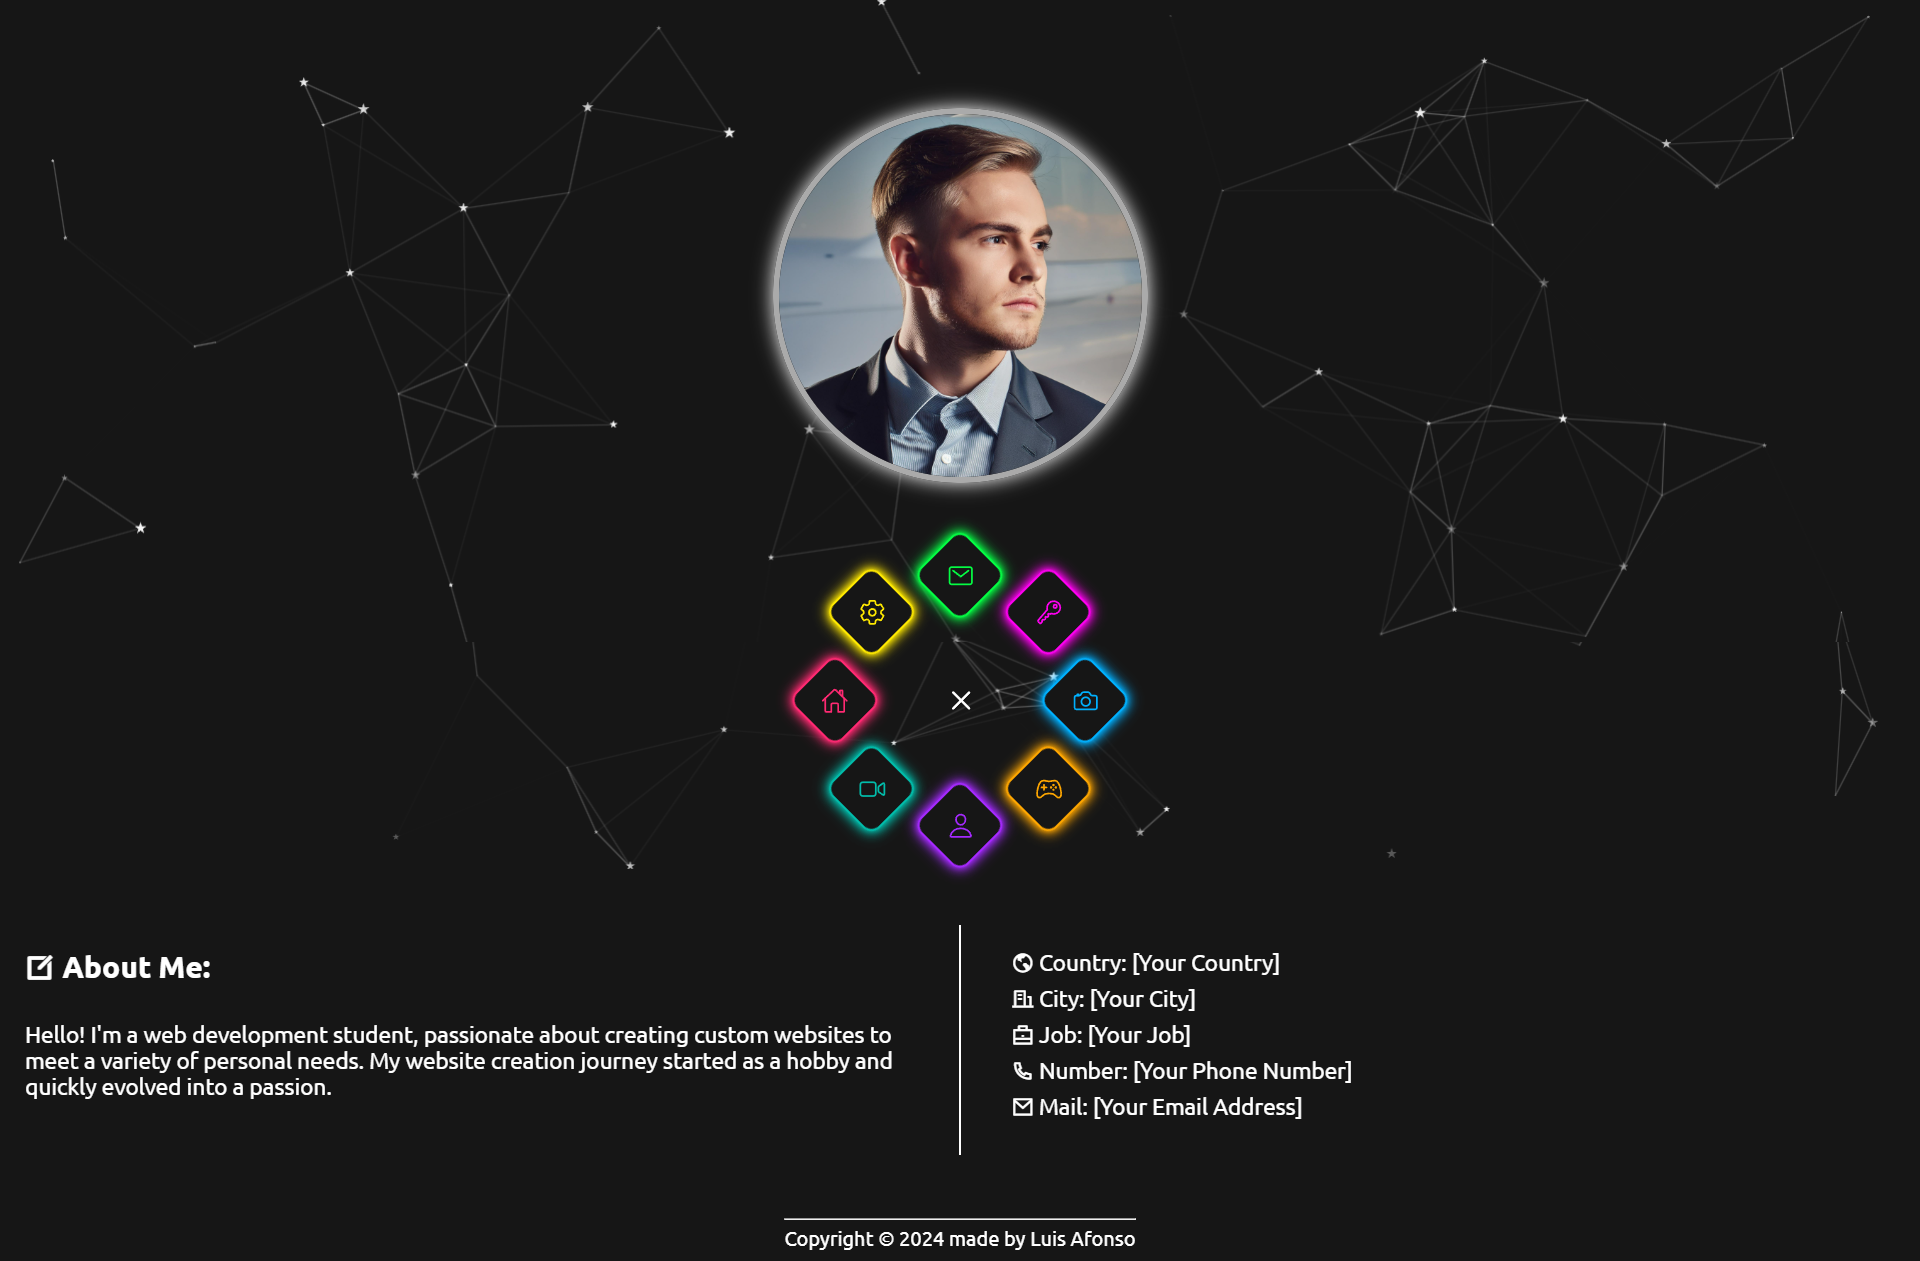 About Me:
Hello! I'm a web development student, passionate about creating custom websites to
meet a variety of personal needs. My website creation journey started as a hobby and
quickly evolved into a passion.
Country: [Your Country]
City: [Your City]
Job: [Your Job]
Number: [Your Phone Number]
Mail: [Your Email Address]
Copyright © 2024 made by Luis Afonso